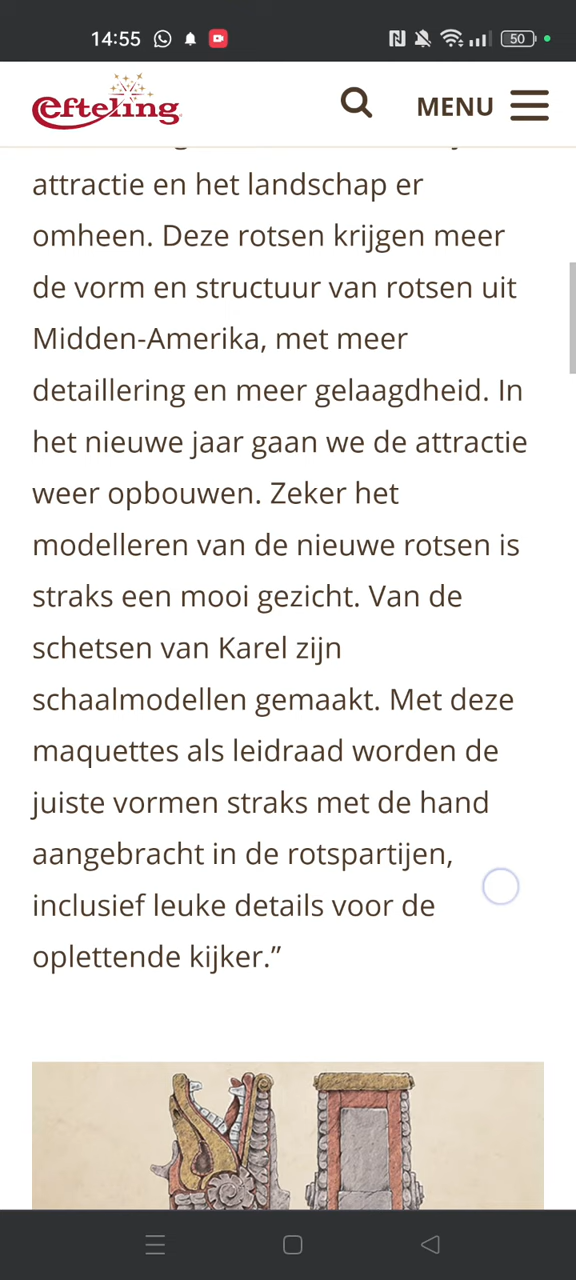 14:55
50
efteling
MENU
attractie en het landschap er
omheen. Deze rotsen krijgen meer
de vorm en structuur van rotsen uit
Midden-Amerika, met meer
detaillering en meer gelaagdheid. In
het nieuwe jaar gaan we de attractie
weer opbouwen. Zeker het
modelleren van de nieuwe rotsen is
straks een mooi gezicht. Van de
schetsen van Karel zijn
schaalmodellen gemaakt. Met deze
maquettes als leidraad worden de
juiste vormen straks met de hand
aangebracht in de rotspartijen,
inclusief leuke details voor de
oplettende kijker.”